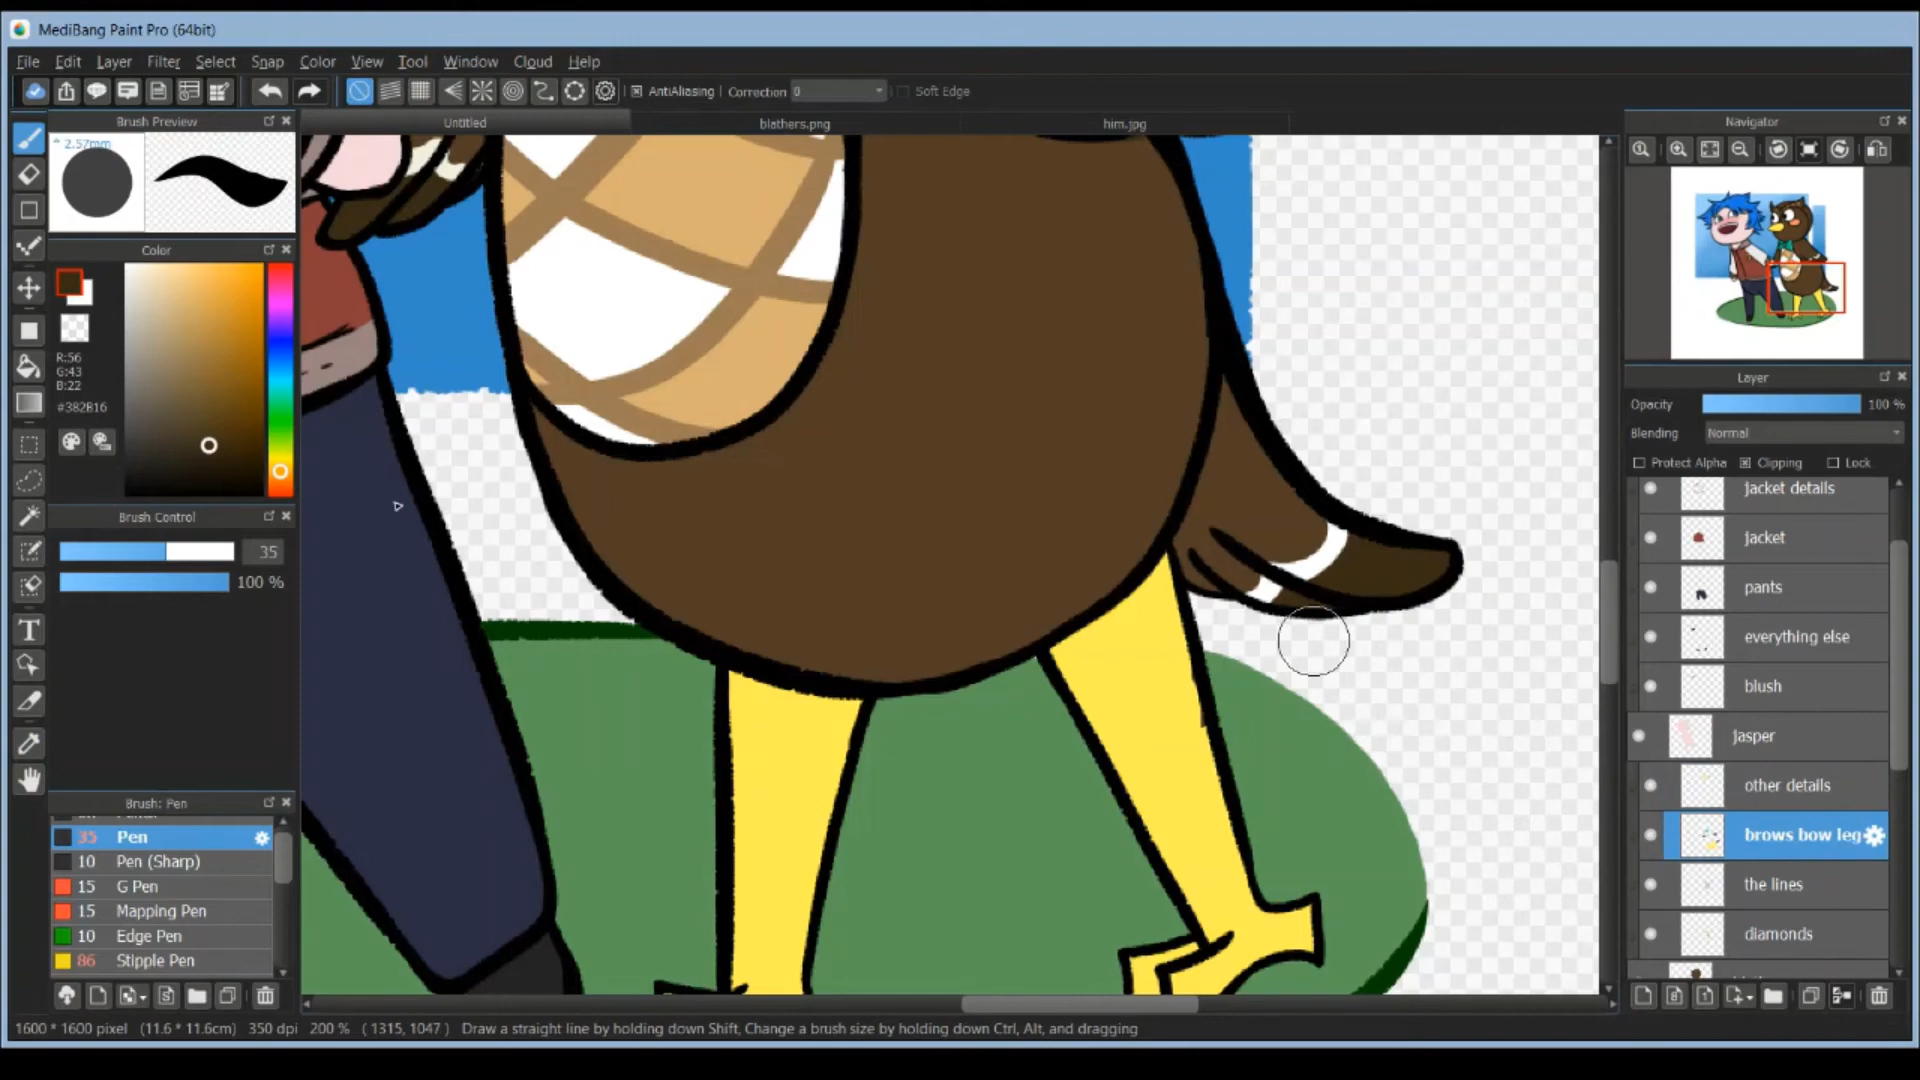 MediBang Paint Pro (64bit)
File Edit Layer Filter Select Snap Color View Tool Window Cloud Help
AntiAliasing Correction 0 Soft Edge
Brush Preview
Untitled blathers.png him.jpg
Navigator
2.57mm
Color
R:56
G:43
B:22
#382B16
Brush Control
35
100 %
Brush: Pen
35 Pen
10 Pen (Sharp)
15 G Pen
15 Mapping Pen
10 Edge Pen
86 Stipple Pen
Layer
Opacity 100 %
Blending Normal
Protect Alpha Clipping Lock
jacket details
jacket
pants
everything else
blush
Jasper
other details
brows bow leg
the lines
diamonds
1600 * 1600 pixel (11.6 * 11.6cm) 350 dpi 200 % ( 1315, 1047 ) Draw a straight line by holding down Shift, Change a brush size by holding down Ctrl, Alt, and dragging